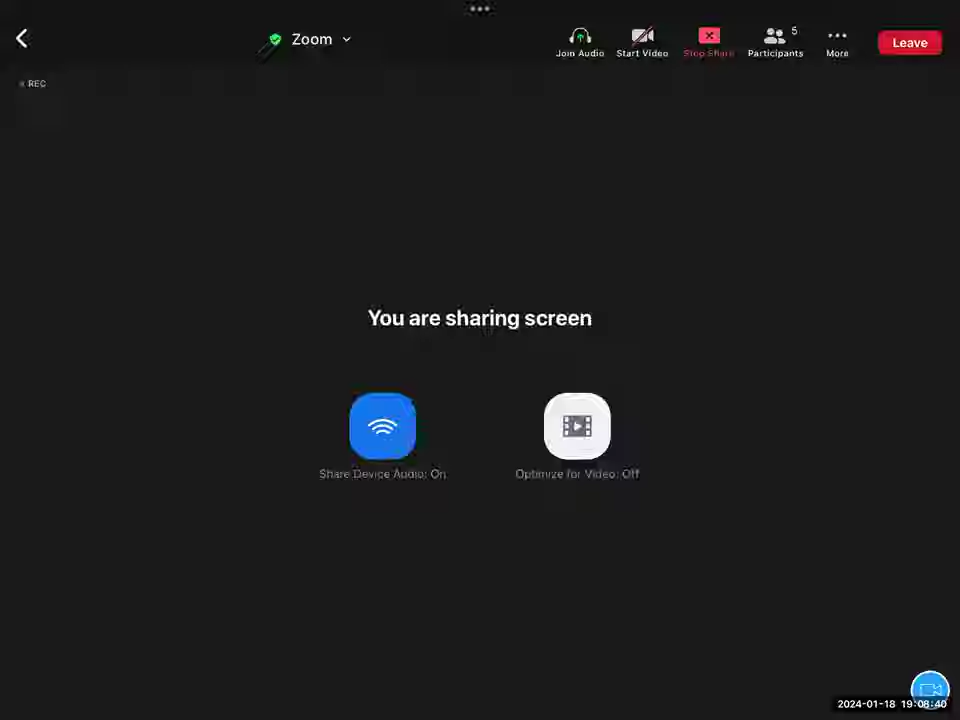 Zoom
Join Audio
Start Video
Stop Share
5
Participants
More
Leave
REC
You are sharing screen
Share Device Audio: On
Optimize for Video: Off
2024-01-18 19:08:40